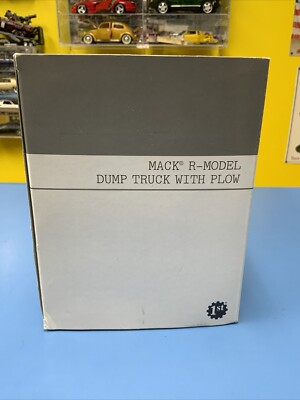 MACK® R-MODEL
DUMP TRUCK WITH PLOW
1st